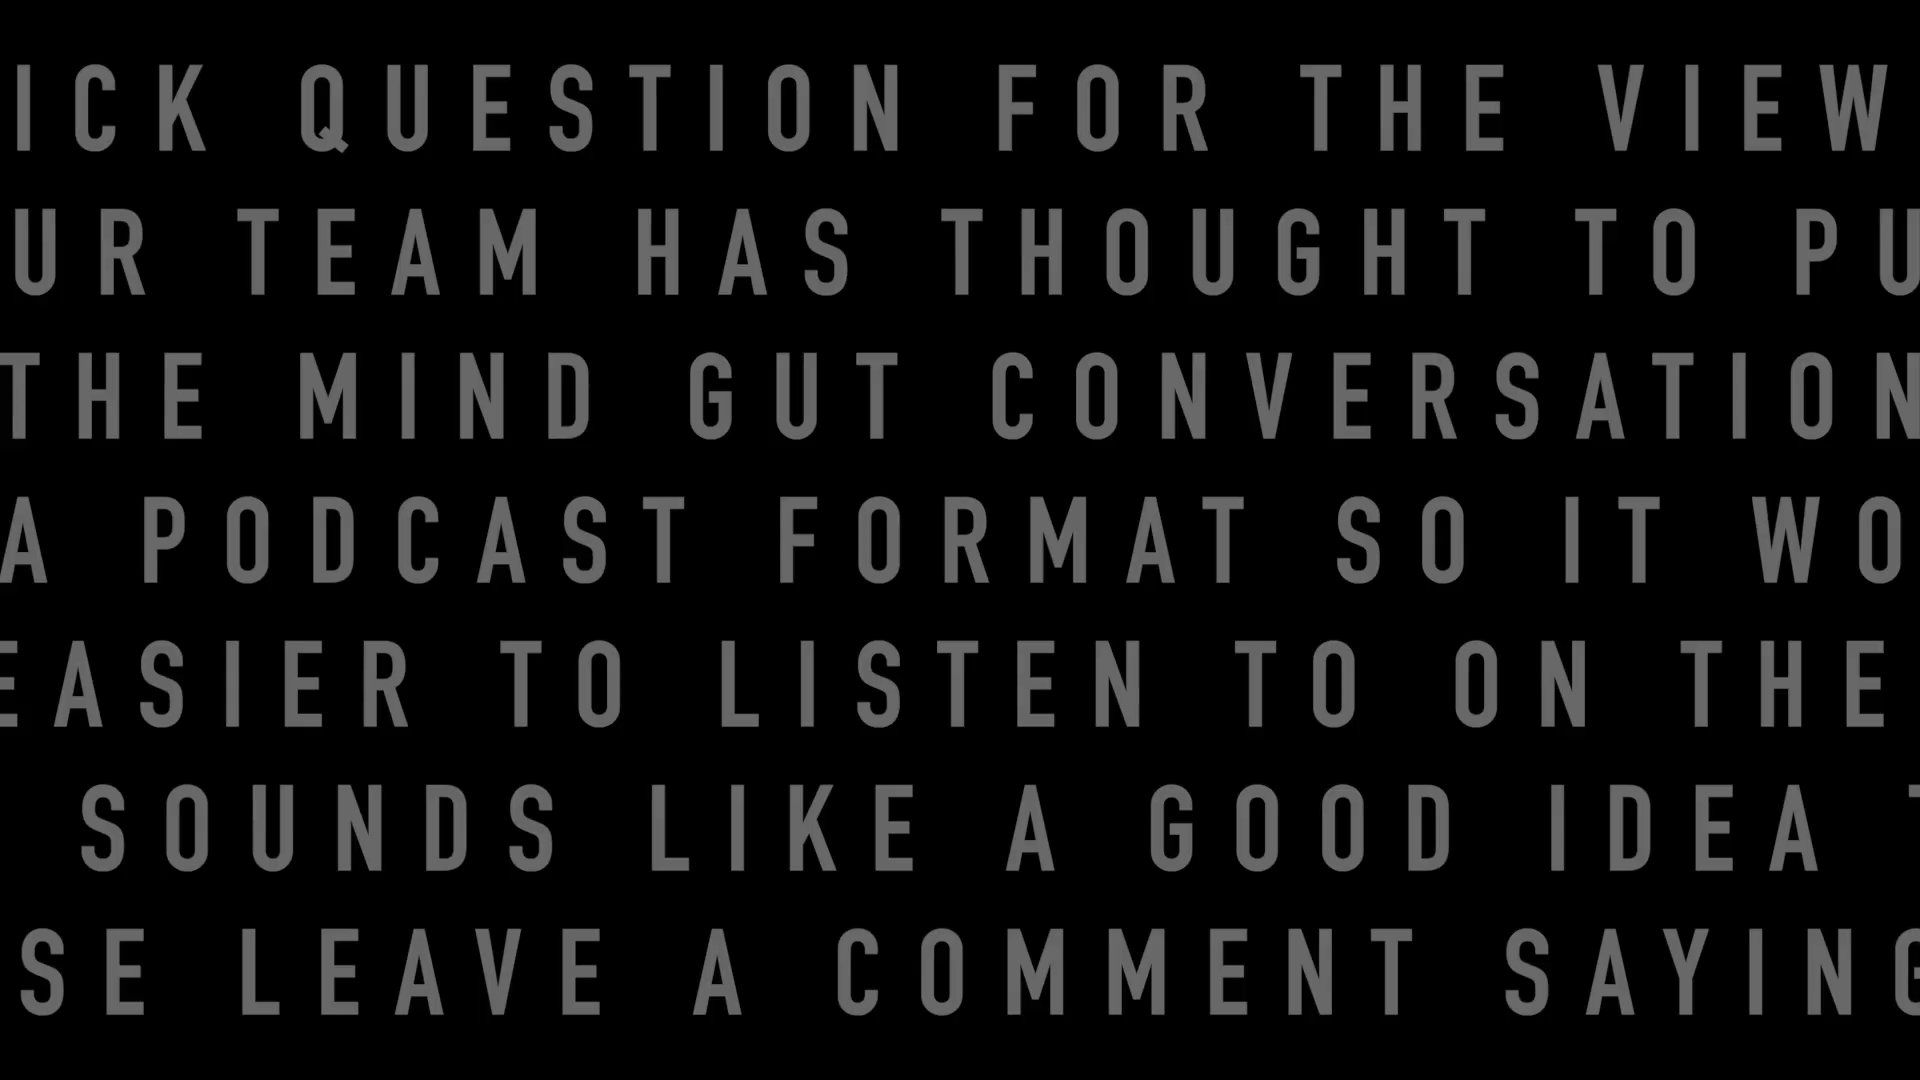 ICK QUESTION FOR THE VIEW
UR TEAM HAS THOUGHT TO PU
THE MIND GUT CONVERSATION
A PODCAST FORMAT SO IT WO
EASIER TO LISTEN TO ON THE
SOUNDS LIKE A GOOD IDEA T
SE LEAVE A COMMENT SAYING